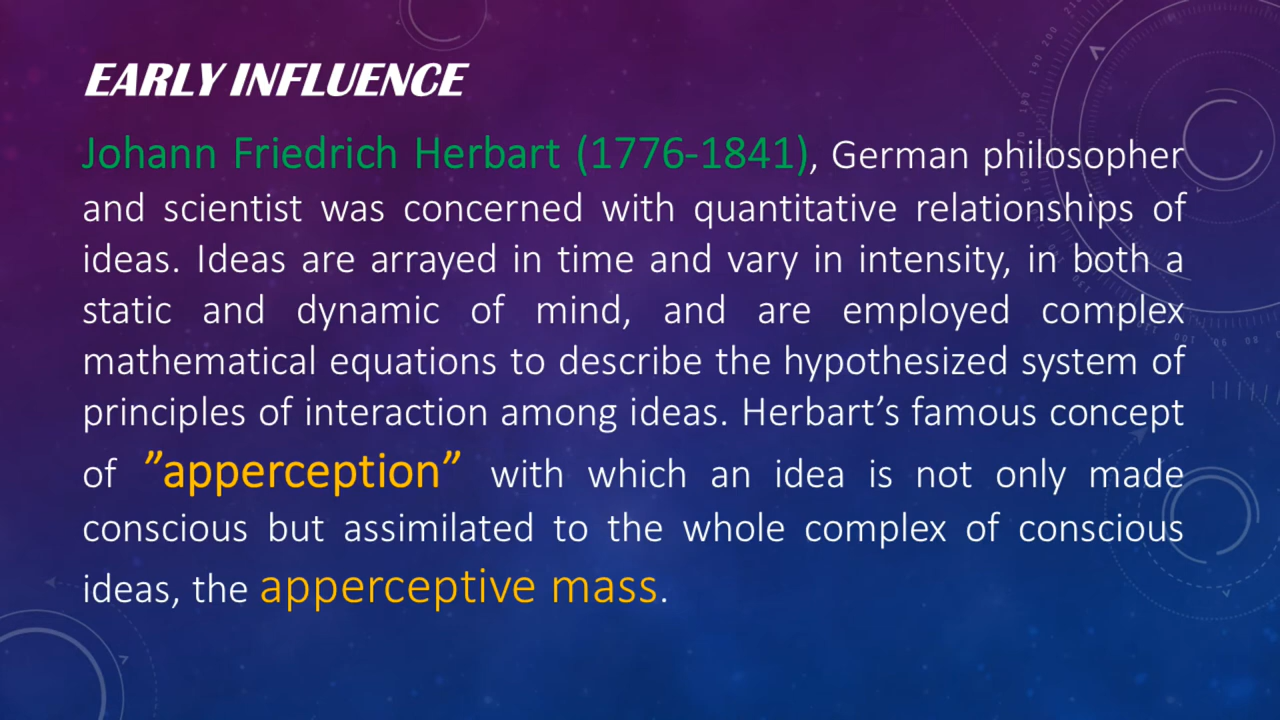 EARLY INFLUENCE
Johann Friedrich Herbart (1776-1841), German philosopher
and scientist was concerned with quantitative relationships of
ideas. Ideas are arrayed in time and vary in intensity, in both a
static and dynamic of mind, and are employed complex
mathematical equations to describe the hypothesized system of
principles of interaction among ideas. Herbart’s famous concept
of ”apperception” with which an idea is not only made
conscious but assimilated to the whole complex of conscious
ideas, the apperceptive mass.